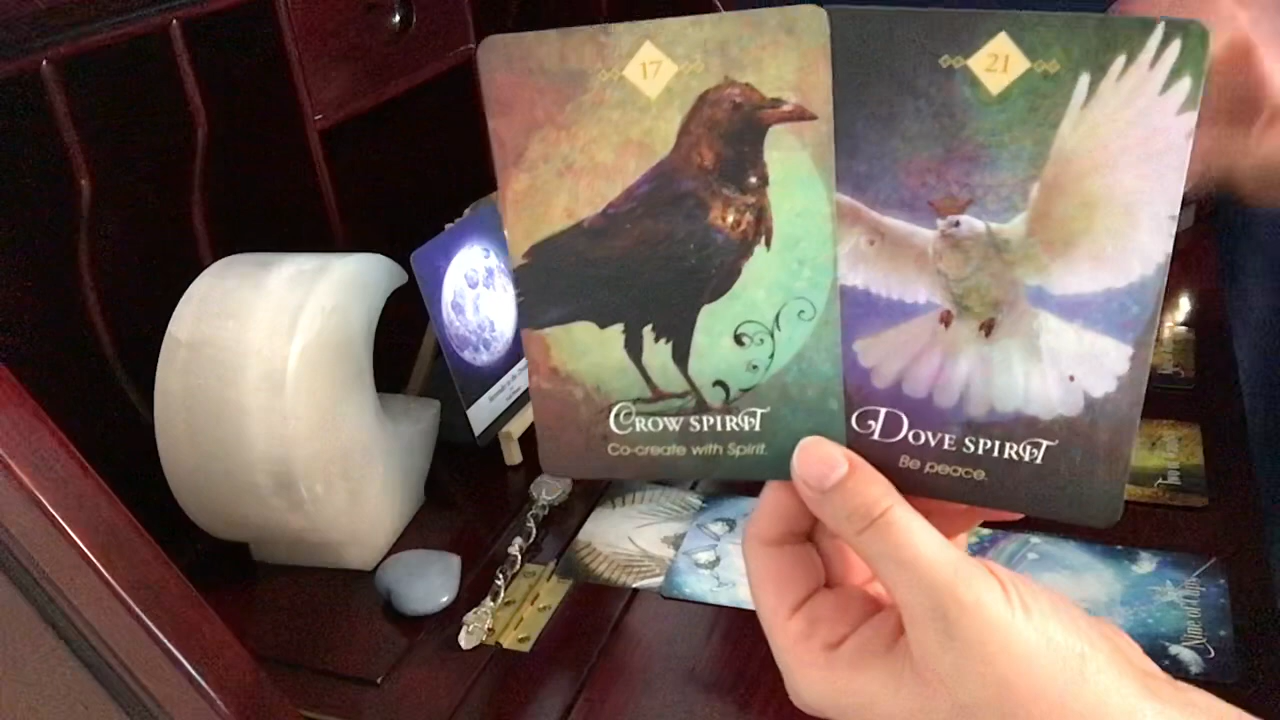 17
21
Crow Spirit
Co-create with Spirit.
Dove Spirit
Be peace.
Nine of Cups